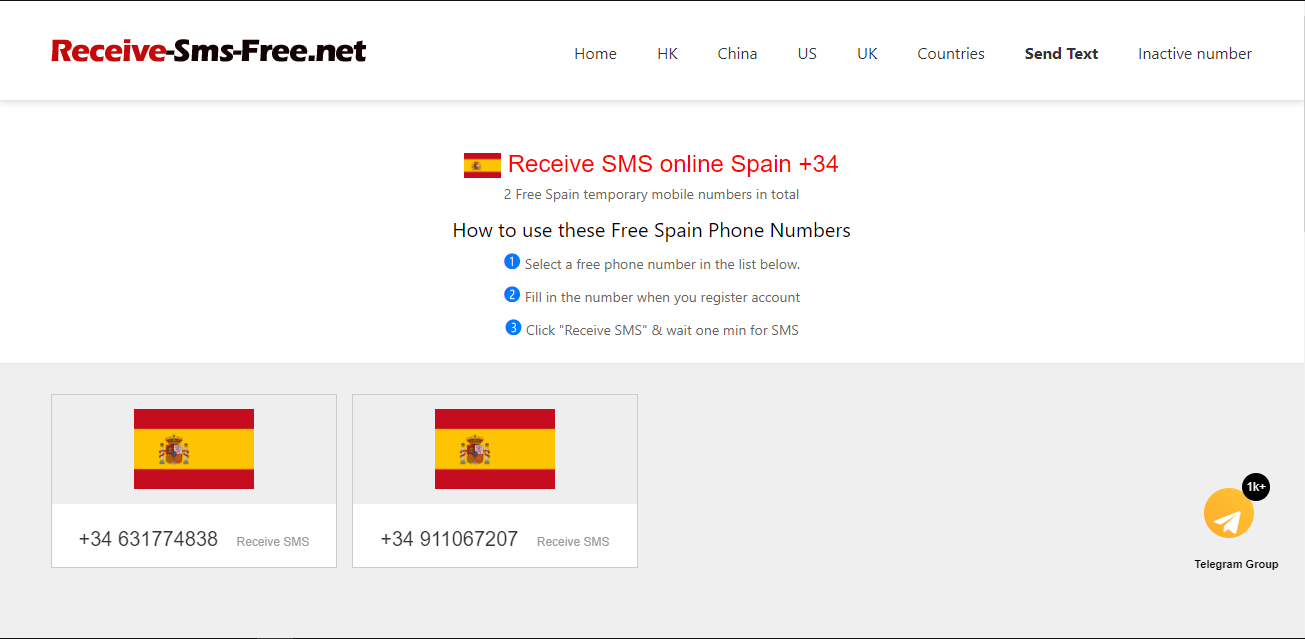 Receive-Sms-Free.net
Home HK China US UK Countries Send Text Inactive number
Receive SMS online Spain +34
2 Free Spain temporary mobile numbers in total
How to use these Free Spain Phone Numbers
1 Select a free phone number in the list below.
2 Fill in the number when you register account
3 Click "Receive SMS" & wait one min for SMS
+34 631774838 Receive SMS
+34 911067207 Receive SMS
1k+
Telegram Group